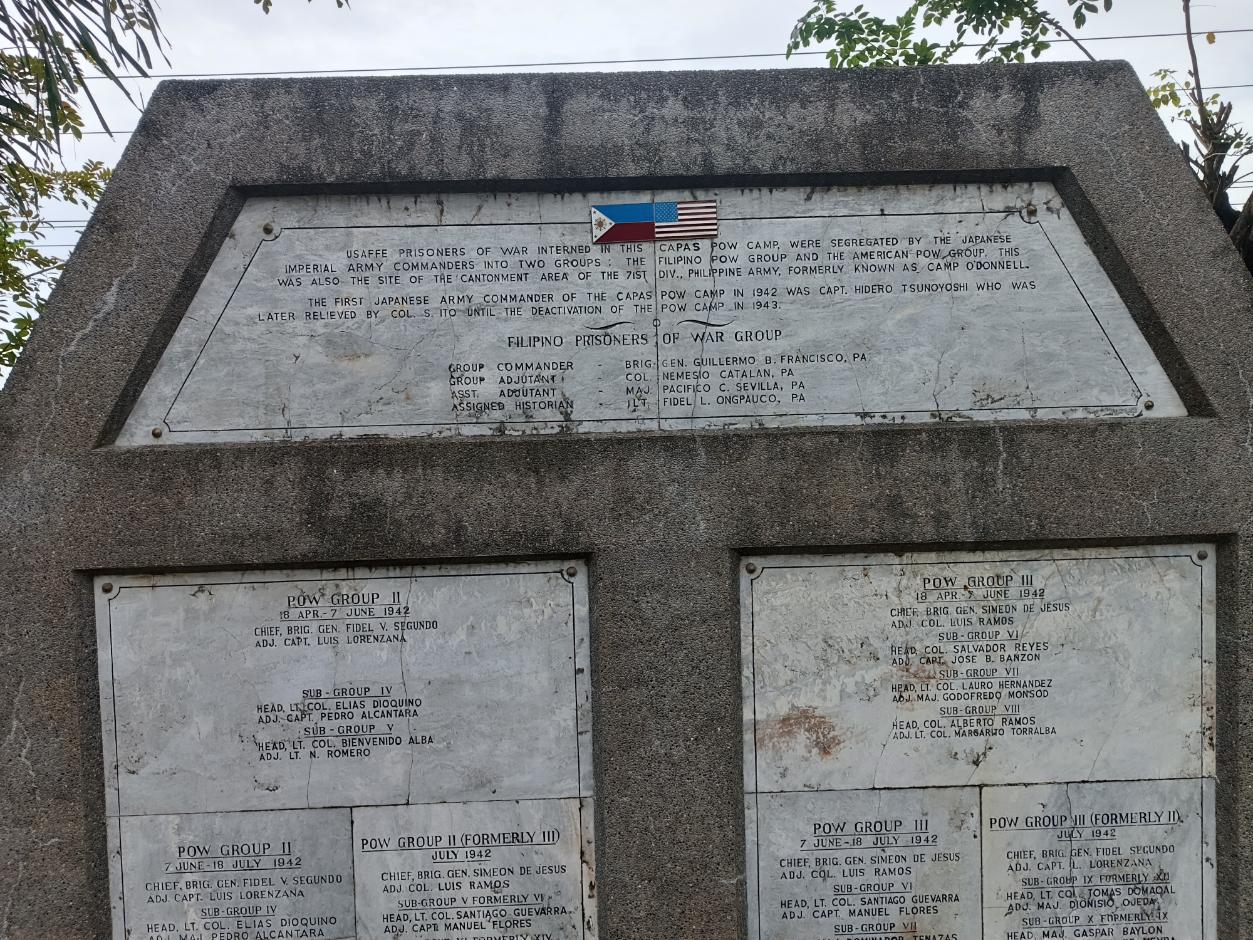 USAFFE PRISONERS OF WAR INTERNED IN THIS CAPAS POW CAMP, WERE SEGREGATED BY THE JAPANESE
IMPERIAL ARMY COMMANDERS INTO TWO GROUPS : THE FILIPINO POW GROUP AND THE AMERICAN POW GROUP. THIS
WAS ALSO THE SITE OF THE CANTONMENT AREA OF THE 71ST DIV., PHILIPPINE ARMY, FORMERLY KNOWN AS CAMP O'DONNELL.
THE FIRST JAPANESE ARMY COMMANDER OF THE CAPAS POW CAMP IN 1942 WAS CAPT. HIDERO TSUNOYOSHI WHO WAS
LATER RELIEVED BY COL. S. ITO UNTIL THE DEACTIVATION OF THE POW CAMP IN 1943.
FILIPINO PRISONERS OF WAR GROUP
GROUP COMMANDER - BRIG. GEN. GUILLERMO B. FRANCISCO, PA
GROUP ADJUTANT - COL. NEMESIO CATALAN, PA
ASST. ADJUTANT - MAJ. PACIFICO C. SEVILLA, PA
ASSIGNED HISTORIAN - 1LT. FIDEL L. ONGPAUCO, PA
POW GROUP II
18 APR.- 7 JUNE 1942
CHIEF, BRIG. GEN. FIDEL V. SEGUNDO
ADJ. CAPT. LUIS LORENZANA
SUB-GROUP IV
HEAD, LT. COL. ELIAS DIOQUINO
ADJ. CAPT. PEDRO ALCANTARA
SUB-GROUP V
HEAD, LT. COL. BIENVENIDO ALBA
ADJ. LT. N. ROMERO
POW GROUP II
7 JUNE-18 JULY 1942
CHIEF, BRIG. GEN. FIDEL V. SEGUNDO
ADJ. CAPT. LUIS LORENZANA
SUB-GROUP IV
HEAD, LT. COL. ELIAS DIOQUINO
ADJ. MAJ. PEDRO ALCANTARA
POW GROUP II (FORMERLY III)
JULY 1942
CHIEF, BRIG. GEN. SIMEON DE JESUS
ADJ. COL. LUIS RAMOS
SUB-GROUP V FORMERLY VI
HEAD, LT. COL. SANTIAGO GUEVARRA
ADJ. CAPT. MANUEL FLORES
FORMERLY XIV
POW GROUP III
18 APR.- 7 JUNE 1942
CHIEF, BRIG. GEN. SIMEON DE JESUS
ADJ. COL. LUIS RAMOS
SUB-GROUP VI
HEAD, COL. SALVADOR REYES
ADJ. CAPT. JOSE B. BANZON
SUB-GROUP VII
HEAD, LT. COL. LAURO HERNANDEZ
ADJ. MAJ. GODOFREDO MONSOD
SUB-GROUP VIII
HEAD, COL. ALBERTO RAMOS
ADJ. LT. COL. MARGARITO TORRALBA
POW GROUP III
7 JUNE-18 JULY 1942
CHIEF, BRIG. GEN. SIMEON DE JESUS
ADJ. COL. LUIS RAMOS
SUB-GROUP VI
HEAD, COL. SANTIAGO GUEVARRA
ADJ. CAPT. MANUEL FLORES
SUB-GROUP VII
DOMINADOR TENAZAS
POW GROUP III (FORMERLY II)
JULY 1942
CHIEF, BRIG. GEN. FIDEL SEGUNDO
ADJ. CAPT. L. LORENZANA
SUB-GROUP IX FORMERLY XII
HEAD, LT. COL. TOMAS DOMAOAL
ADJ. MAJ. DIONISIO OJEDA
SUB-GROUP X FORMERLY IX
HEAD, MAJ. GASPAR BAYLON